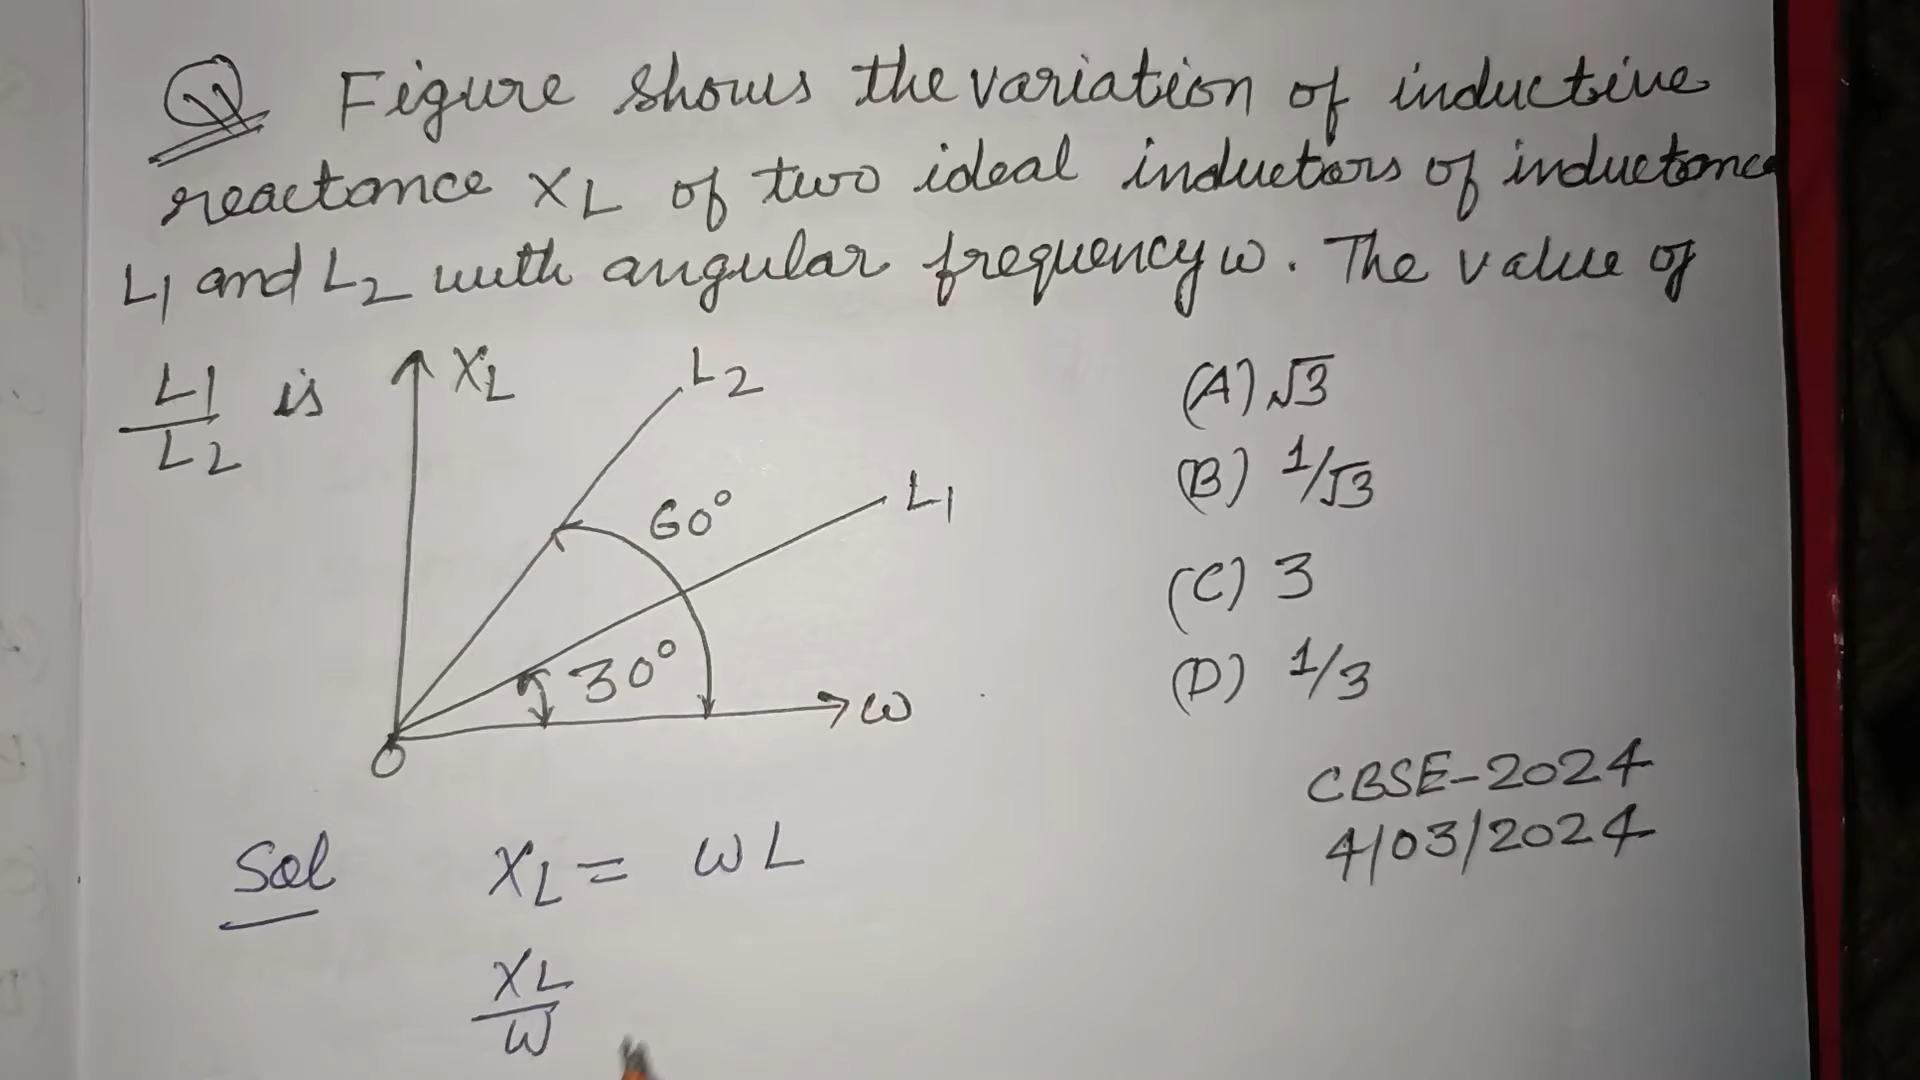 Q Figure shows the variation of inductive
reactance XL of two ideal inductors of inductance
L1 and L2 with angular frequency ω. The value of
L1/L2 is
XL
L2
L1
60°
30°
ω
O
(A) √3
(B) 1/√3
(C) 3
(D) 1/3
CBSE-2024
4/03/2024
Sol XL = ωL
XL/ω